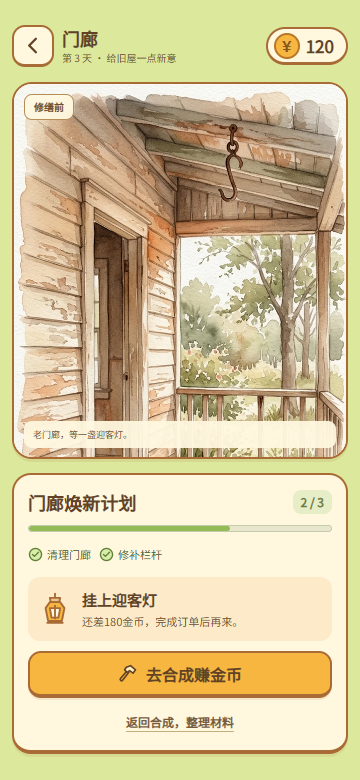 门廊
第 3 天 · 给旧屋一点新意
¥ 120
修缮前
老门廊，等一盏迎客灯。
门廊焕新计划
2 / 3
清理门廊 修补栏杆
挂上迎客灯
还差180金币，完成订单后再来。
去合成赚金币
返回合成，整理材料